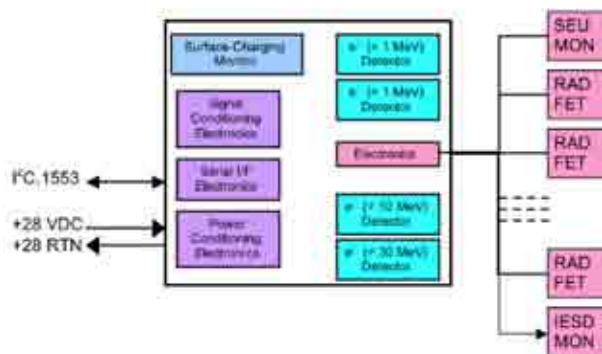 Surface-Charging
Monitor
Signal
Conditioning
Electronics
Serial I/F
Electronics
Power
Conditioning
Electronics
I²C, 1553
+28 VDC
+28 RTN
MeV)
Detector
MeV)
Detector
Electronics
10 MeV)
Detector
30 MeV)
Detector
SEU
MON
RAD
FET
RAD
FET
RAD
FET
IESD
MON